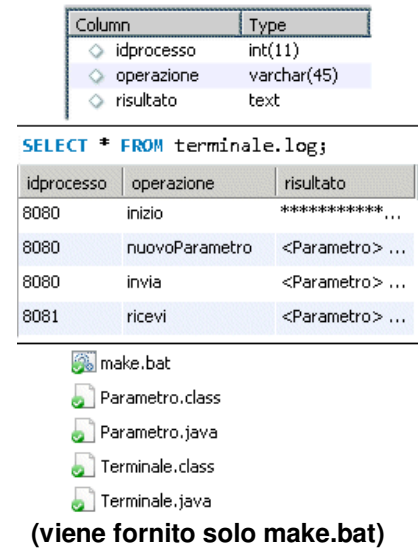 Column Type
idprocesso int(11)
operazione varchar(45)
risultato text
SELECT * FROM terminale.log;
idprocesso operazione risultato
8080 inizio ***********...
8080 nuovoParametro <Parametro> ...
8080 invia <Parametro> ...
8081 ricevi <Parametro> ...
make.bat
Parametro.class
Parametro.java
Terminale.class
Terminale.java
(viene fornito solo make.bat)